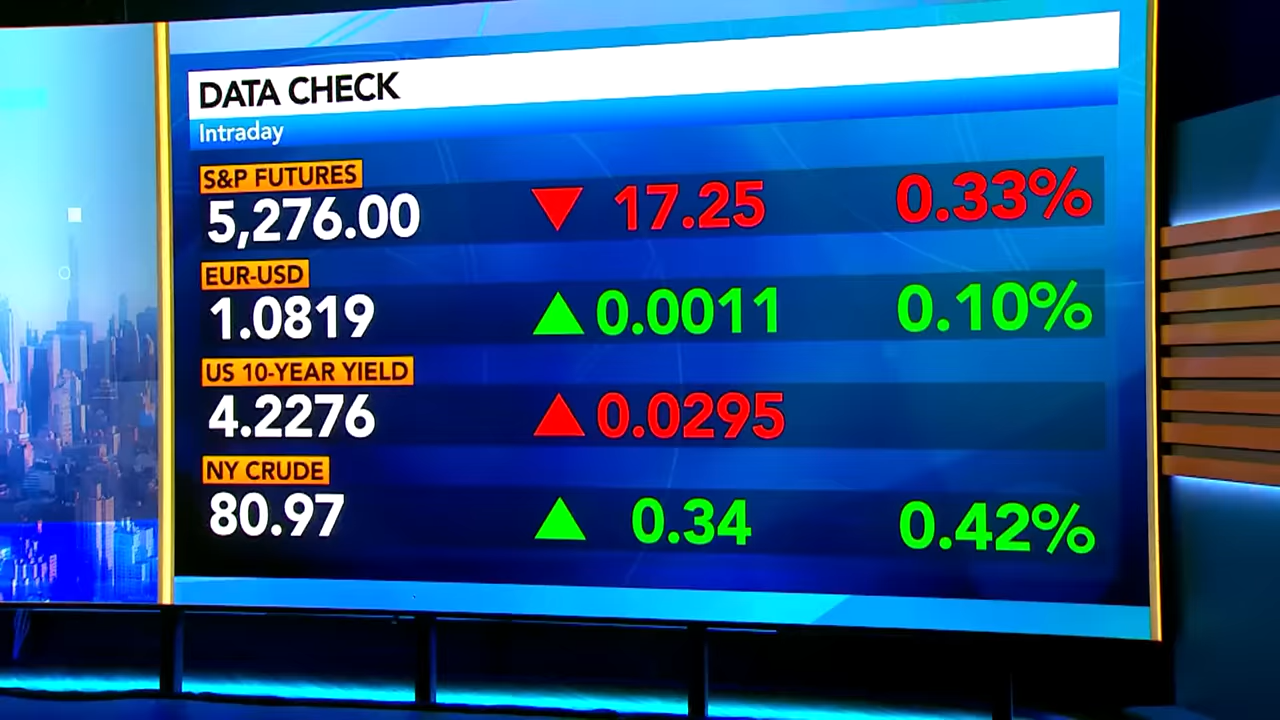 DATA CHECK
Intraday
S&P FUTURES
5,276.00 ▼ 17.25 0.33%
EUR-USD
1.0819 ▲ 0.0011 0.10%
US 10-YEAR YIELD
4.2276 ▲ 0.0295
NY CRUDE
80.97 ▲ 0.34 0.42%